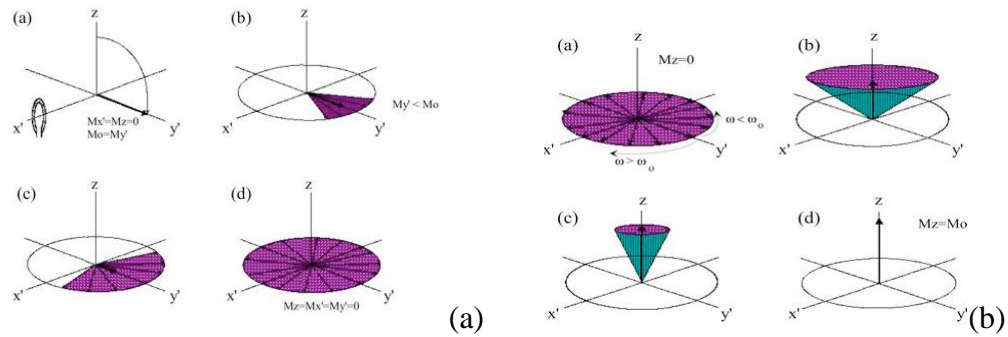 (a)
z
x'
y'
Mx'=Mz=0
Mo=My'
(b)
z
x'
y'
My' < Mo
(c)
z
x'
y'
(d)
z
x'
y'
Mz=Mx'=My'=0
(a)
(a)
z
Mz=0
x'
y'
ω < ωo
ω > ωo
(b)
z
x'
y'
(c)
z
x'
y'
(d)
z
Mz=Mo
x'
y'
(b)